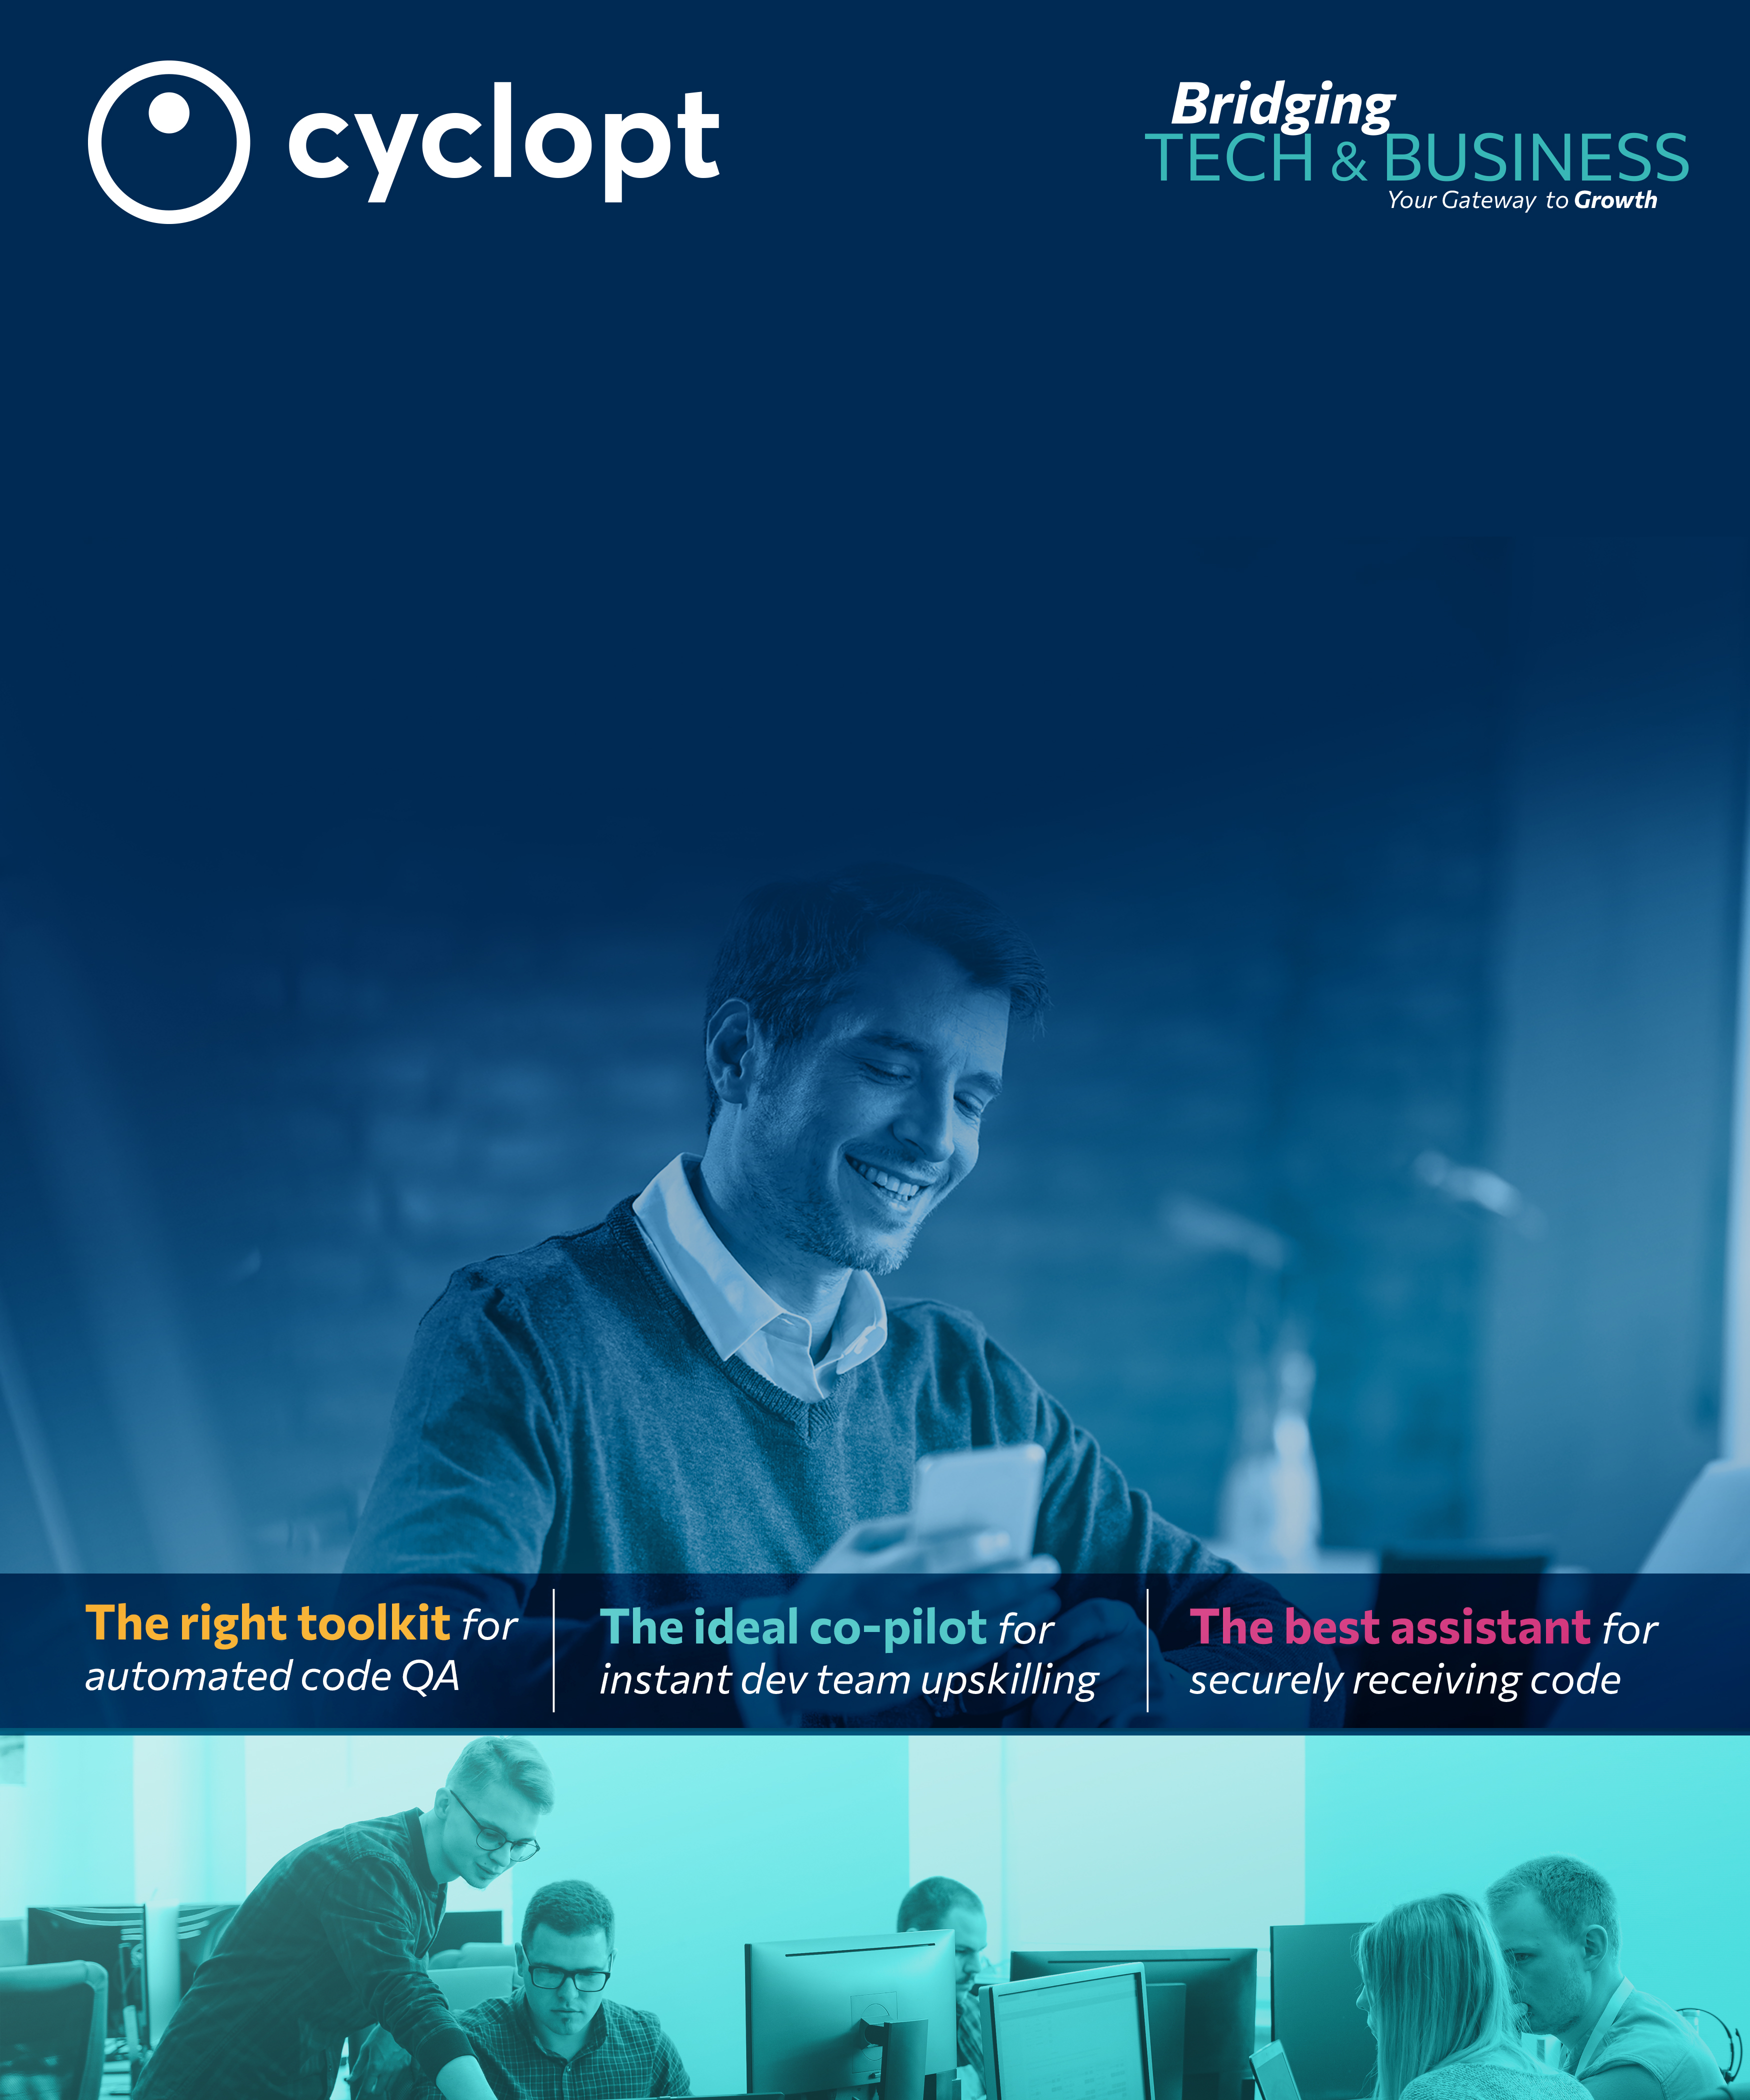 cyclopt
Bridging
TECH & BUSINESS
Your Gateway to Growth
The right toolkit for
automated code QA
The ideal co-pilot for
instant dev team upskilling
The best assistant for
securely receiving code